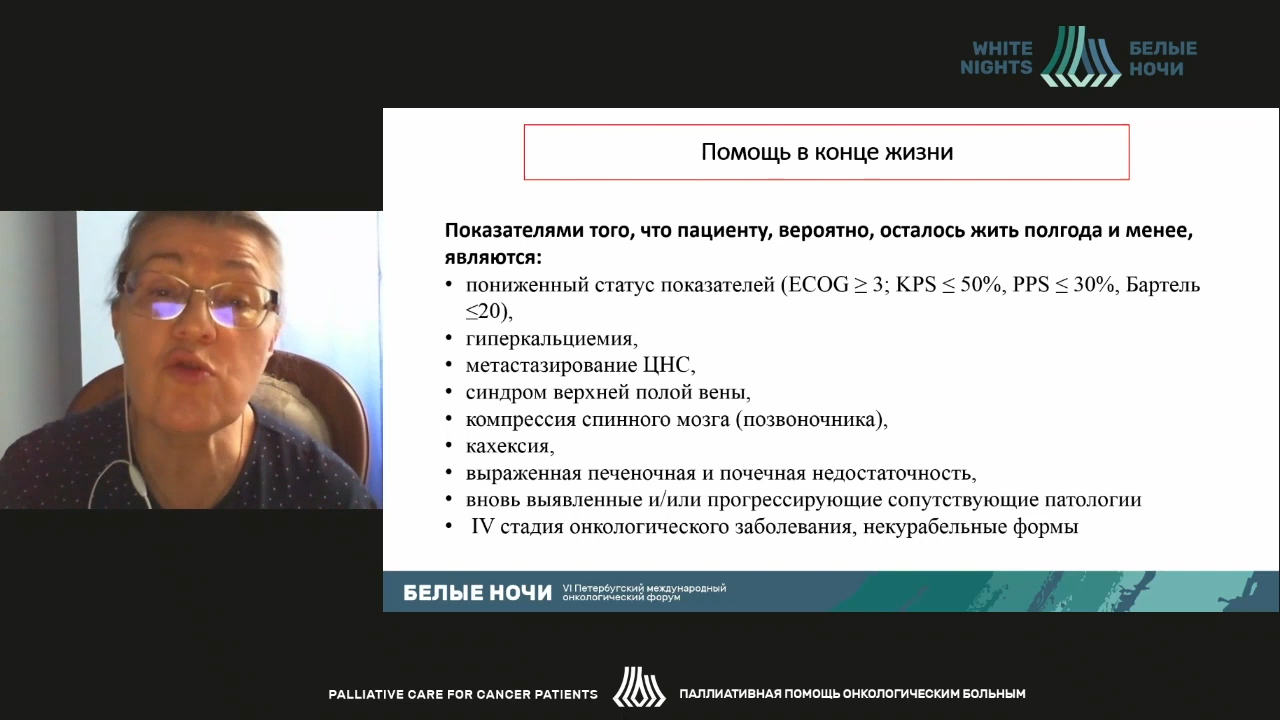 WHITE
NIGHTS
БЕЛЫЕ
НОЧИ
Помощь в конце жизни
Показателями того, что пациенту, вероятно, осталось жить полгода и менее,
являются:
• пониженный статус показателей (ECOG ≥ 3; KPS ≤ 50%, PPS ≤ 30%, Бартель
≤20),
• гиперкальциемия,
• метастазирование ЦНС,
• синдром верхней полой вены,
• компрессия спинного мозга (позвоночника),
• кахексия,
• выраженная печеночная и почечная недостаточность,
• вновь выявленные и/или прогрессирующие сопутствующие патологии
• IV стадия онкологического заболевания, некурабельные формы
БЕЛЫЕ НОЧИ
VI Петербугский международный
онкологический форум
PALLIATIVE CARE FOR CANCER PATIENTS
ПАЛЛИАТИВНАЯ ПОМОЩЬ ОНКОЛОГИЧЕСКИМ БОЛЬНЫМ